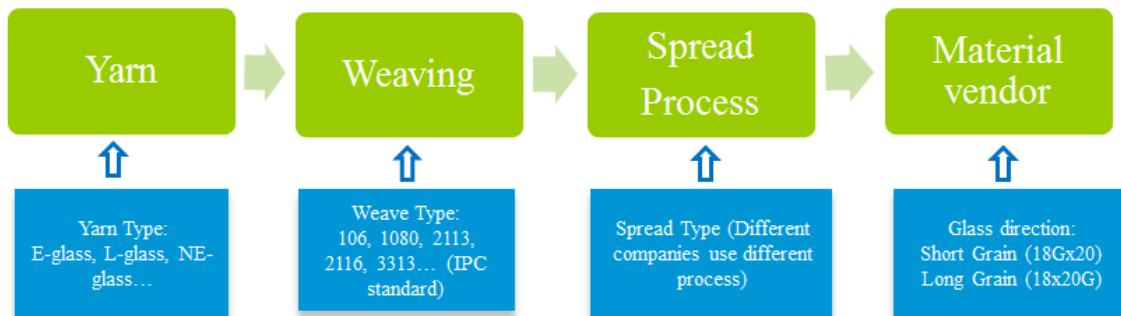 Yarn
Weaving
Spread
Process
Material
vendor
Yarn Type:
E-glass, L-glass, NE-
glass…
Weave Type:
106, 1080, 2113,
2116, 3313… (IPC
standard)
Spread Type (Different
companies use different
process)
Glass direction:
Short Grain (18Gx20)
Long Grain (18x20G)